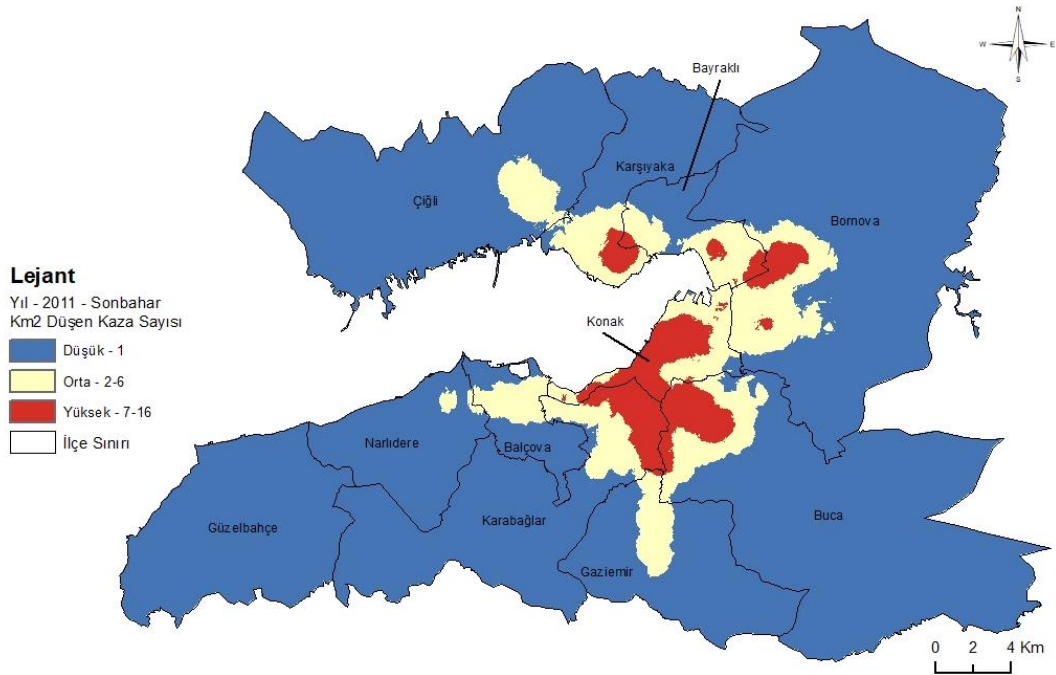 N
W E
S
Bayraklı
Karşıyaka
Çiğli
Bornova
Lejant
Yıl - 2011 - Sonbahar
Km2 Düşen Kaza Sayısı
Düşük - 1
Orta - 2-6
Yüksek - 7-16
İlçe Sınırı
Konak
Narlıdere
Balçova
Güzelbahçe
Karabağlar
Buca
Gaziemir
0 2 4 Km